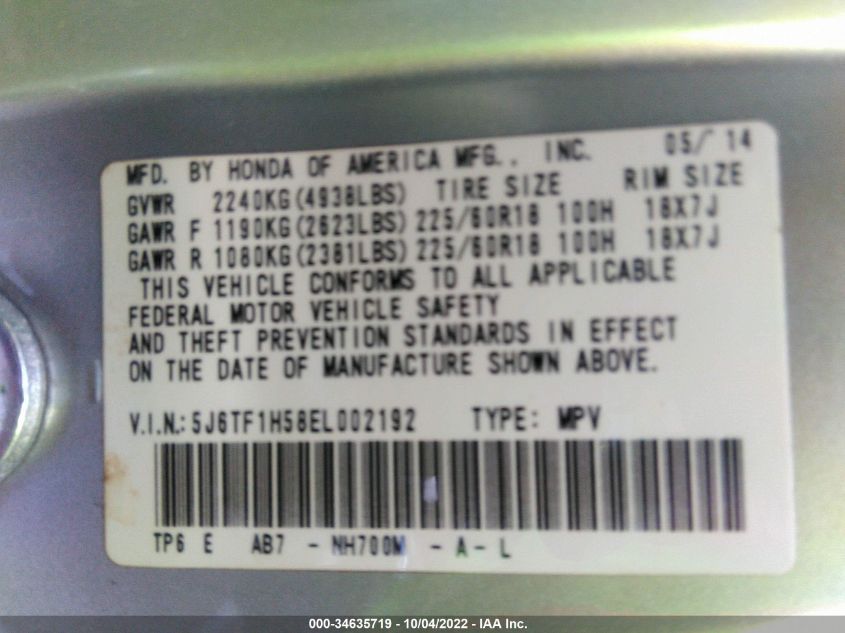 MFD. BY HONDA OF AMERICA MFG., INC. 05/14
GVWR 2240KG(4938LBS) TIRE SIZE RIM SIZE
GAWR F 1190KG(2623LBS) 225/60R18 100H 18X7J
GAWR R 1080KG(2381LBS) 225/60R18 100H 18X7J
THIS VEHICLE CONFORMS TO ALL APPLICABLE
FEDERAL MOTOR VEHICLE SAFETY
AND THEFT PREVENTION STANDARDS IN EFFECT
ON THE DATE OF MANUFACTURE SHOWN ABOVE.
V.I.N.: 5J6TF1H58EL002192 TYPE: MPV
TP6 E AB7 - NH700M - A - L
000-34635719 - 10/04/2022 - IAA Inc.